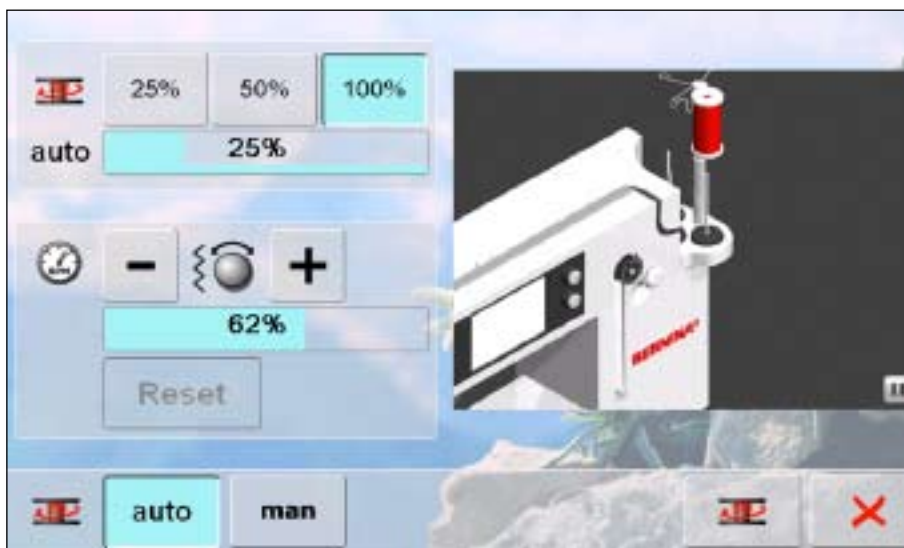 25% 50% 100%
auto 25%
- +
62%
Reset
BERNINA
auto man